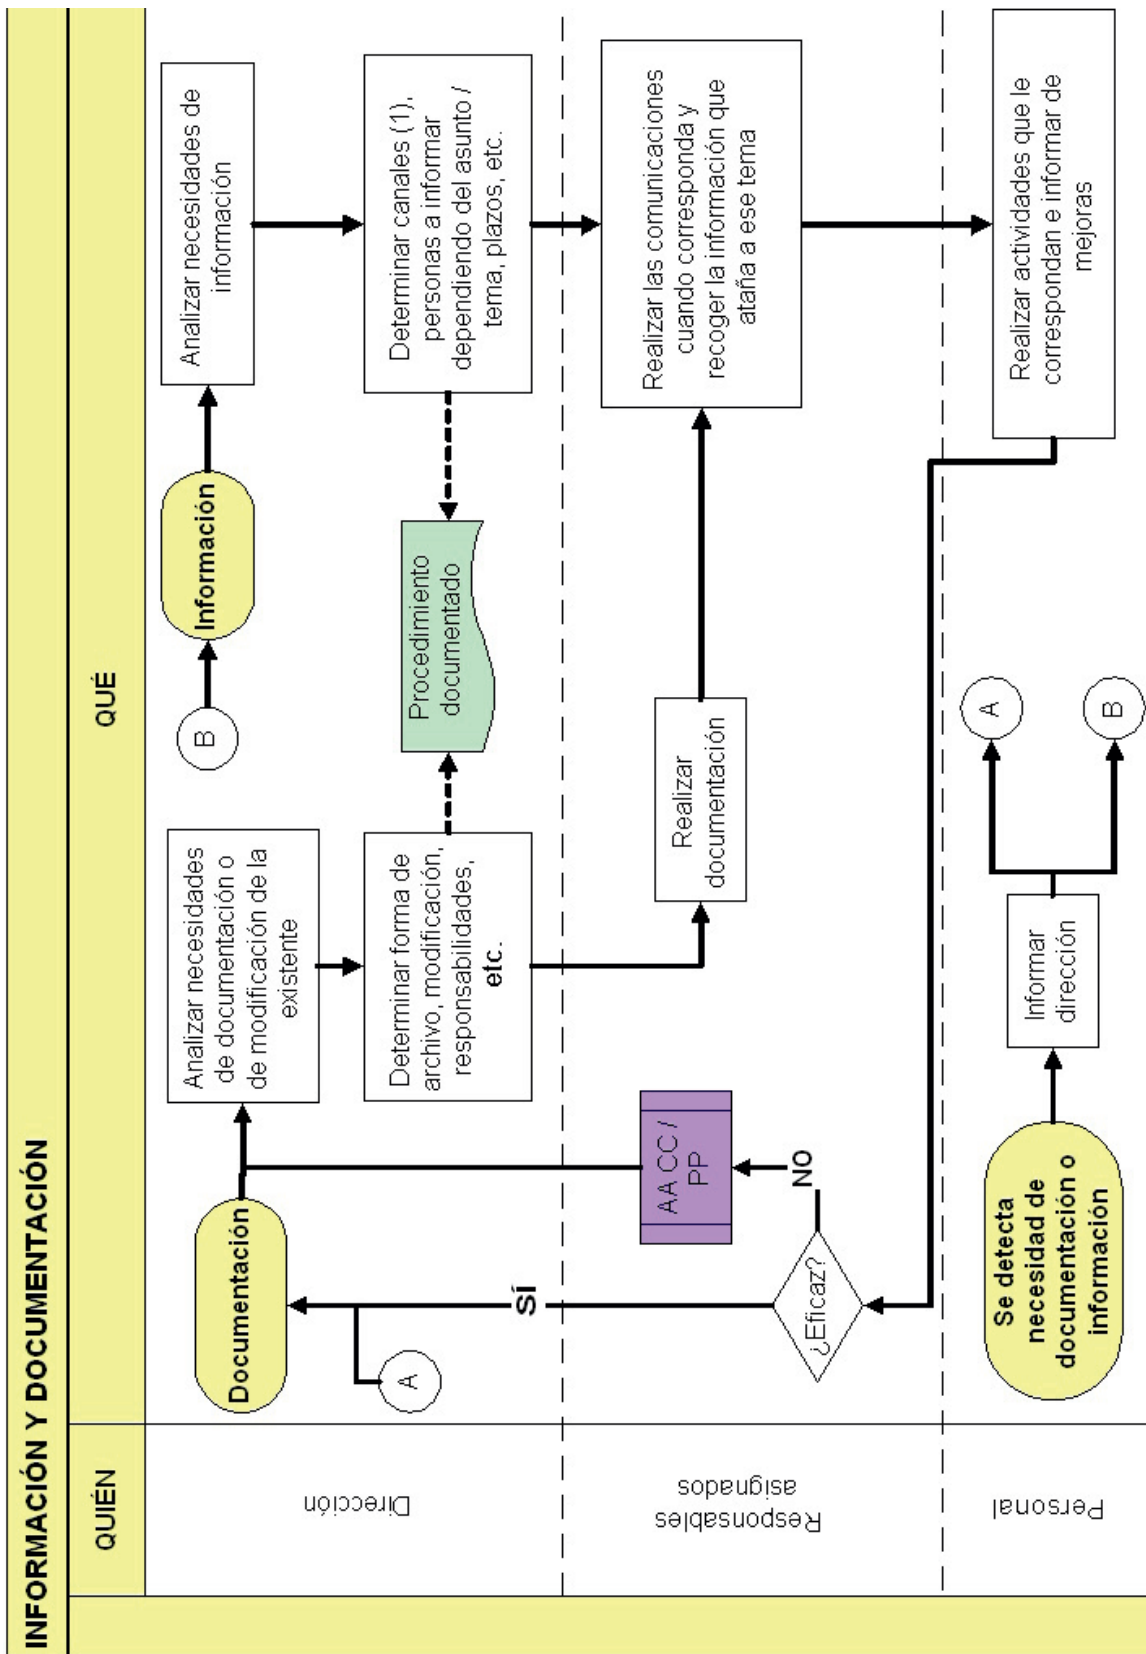 INFORMACIÓN Y DOCUMENTACIÓN
QUIÉN
QUÉ
Dirección
Documentación
A
Analizar necesidades
de documentación o
de modificación de la
existente
B
Información
Analizar necesidades de
información
Determinar forma de
archivo, modificación,
responsabilidades,
etc.
Procedimiento
documentado
Determinar canales (1),
personas a informar
dependiendo del asunto /
tema, plazos, etc.
SÍ
Responsables
asignados
¿Eficaz?
NO
AA CC /
PP
Realizar
documentación
Realizar las comunicaciones
cuando corresponda y
recoger la información que
ataña a ese tema
Personal
Se detecta
necesidad de
documentación o
información
Informar
dirección
A
B
Realizar actividades que le
correspondan e informar de
mejoras